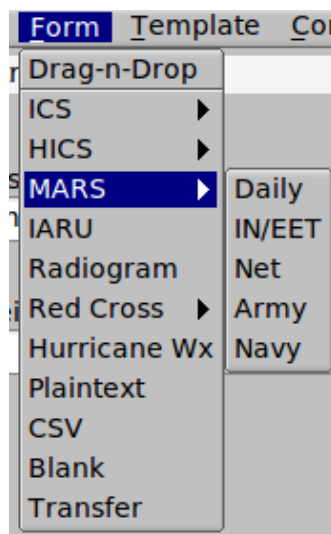 Form Template Co
Drag-n-Drop
ICS
HICS
MARS
IARU
Radiogram
Red Cross
Hurricane Wx
Plaintext
CSV
Blank
Transfer
Daily
IN/EET
Net
Army
Navy